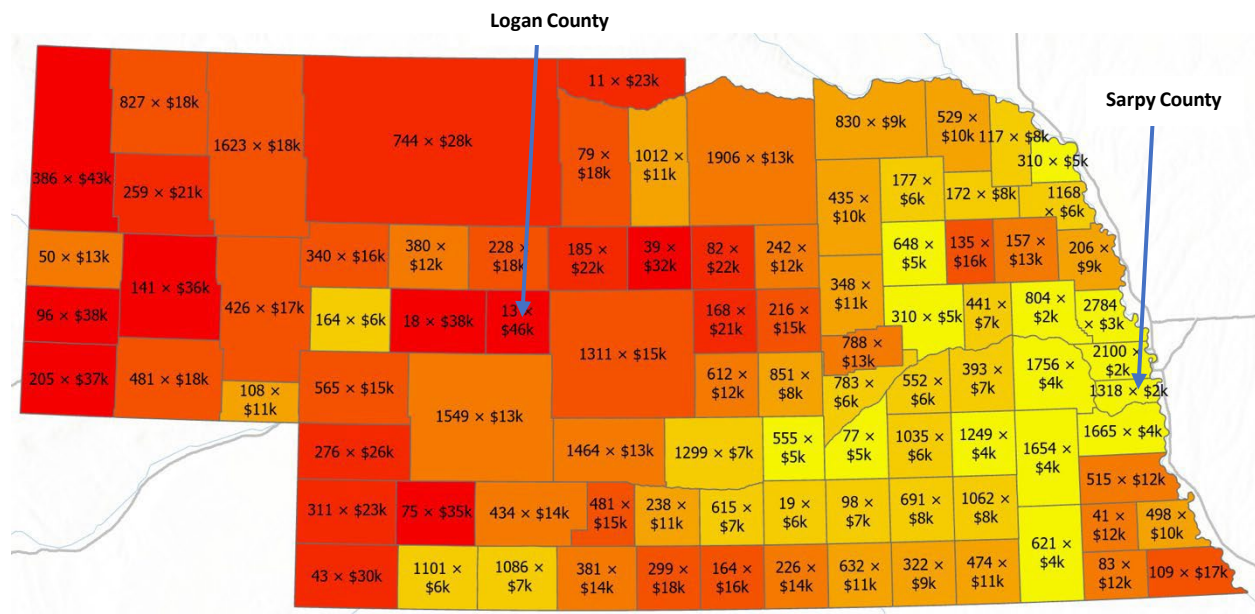 Logan County
Sarpy County
11 × $23k
827 × $18k
1623 × $18k
744 × $28k
386 × $43k
259 × $21k
79 ×
$18k
1012 ×
$11k
1906 × $13k
830 × $9k
529 ×
$10k
117 × $8k
310 × $5k
435 ×
$10k
177 ×
$6k
172 × $8k
1168
× $6k
50 × $13k
141 × $36k
340 × $16k
380 ×
$12k
228 ×
$18k
185 ×
$22k
39 ×
$32k
82 ×
$22k
242 ×
$12k
648 ×
$5k
135 ×
$16k
157 ×
$13k
206 ×
$9k
96 × $38k
426 × $17k
164 × $6k
18 × $38k
13 ×
$46k
168 ×
$21k
216 ×
$15k
348 ×
$11k
310 × $5k
441 ×
$7k
804 ×
$2k
2784
× $3k
1311 × $15k
788 ×
$13k
2100 ×
$2k
205 × $37k
481 × $18k
108 ×
$11k
565 × $15k
1549 × $13k
612 ×
$12k
851 ×
$8k
783 ×
$6k
552 ×
$6k
393 ×
$7k
1756 ×
$4k
1318 × $2k
276 × $26k
1464 × $13k
1299 × $7k
555 ×
$5k
77 ×
$5k
1035 ×
$6k
1249 ×
$4k
1654 ×
$4k
1665 × $4k
515 × $12k
311 × $23k
75 × $35k
434 × $14k
481 ×
$15k
238 ×
$11k
615 ×
$7k
19 ×
$6k
98 ×
$7k
691 ×
$8k
1062 ×
$8k
41 ×
$12k
498 ×
$10k
43 × $30k
1101 ×
$6k
1086 ×
$7k
381 ×
$14k
299 ×
$18k
164 ×
$16k
226 ×
$14k
632 ×
$11k
322 ×
$9k
474 ×
$11k
621 ×
$4k
83 ×
$12k
109 × $17k